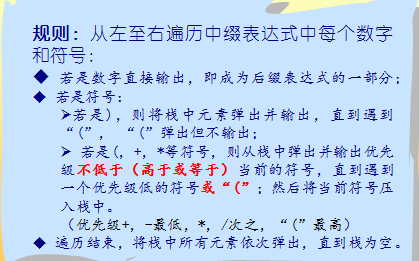 规则：从左至右遍历中缀表达式中每个数字
和符号：
◆ 若是数字直接输出，即成为后缀表达式的一部分；
◆ 若是符号：
➢若是)，则将栈中元素弹出并输出，直到遇到
“(”， “(”弹出但不输出；
➢ 若是(, +, *等符号，则从栈中弹出并输出优先
级不低于（高于或等于）当前的符号，直到遇到
一个优先级低的符号或“(”；然后将当前符号压
入栈中。
（优先级+, -最低，*, /次之，“(”最高）
◆ 遍历结束，将栈中所有元素依次弹出，直到栈为空。